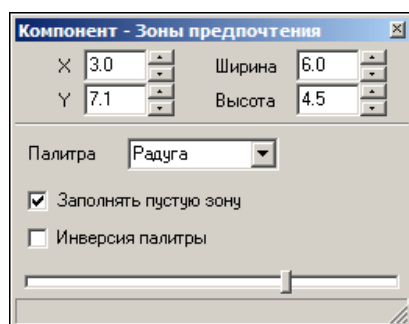 Компонент - Зоны предпочтения
X 3.0 Ширина 6.0
Y 7.1 Высота 4.5
Палитра Радуга
Заполнять пустую зону
Инверсия палитры